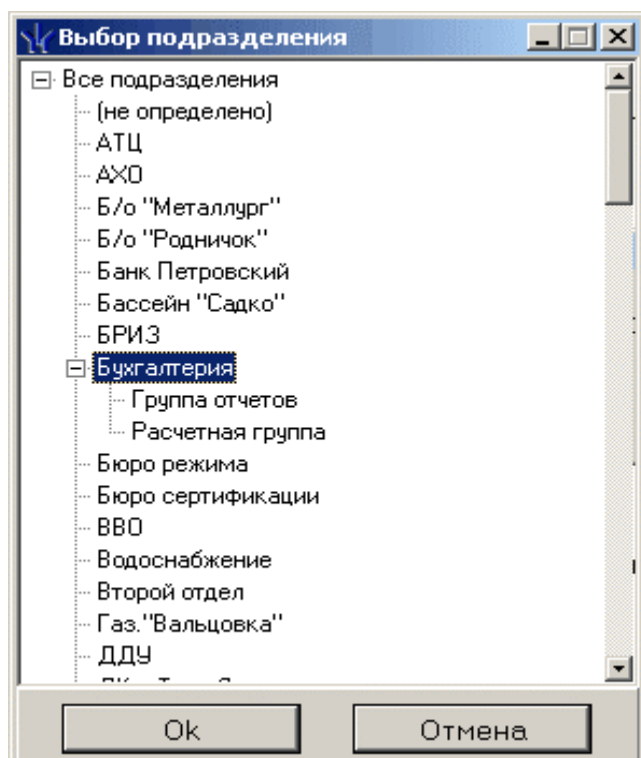 Выбор подразделения
Все подразделения
(не определено)
АТЦ
АХО
Б/о "Металлург"
Б/о "Родничок"
Банк Петровский
Бассейн "Садко"
БРИЗ
Бухгалтерия
Группа отчетов
Расчетная группа
Бюро режима
Бюро сертификации
ВВО
Водоснабжение
Второй отдел
Газ."Вальцовка"
ДДУ
Ok Отмена